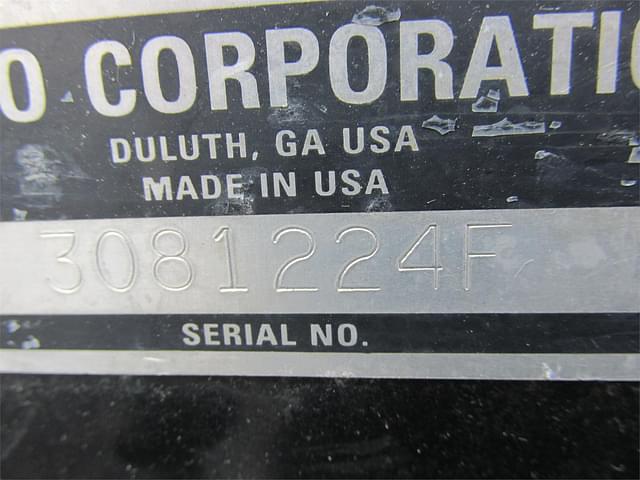 O CORPORATI
DULUTH, GA USA
MADE IN USA
3081224F
SERIAL NO.